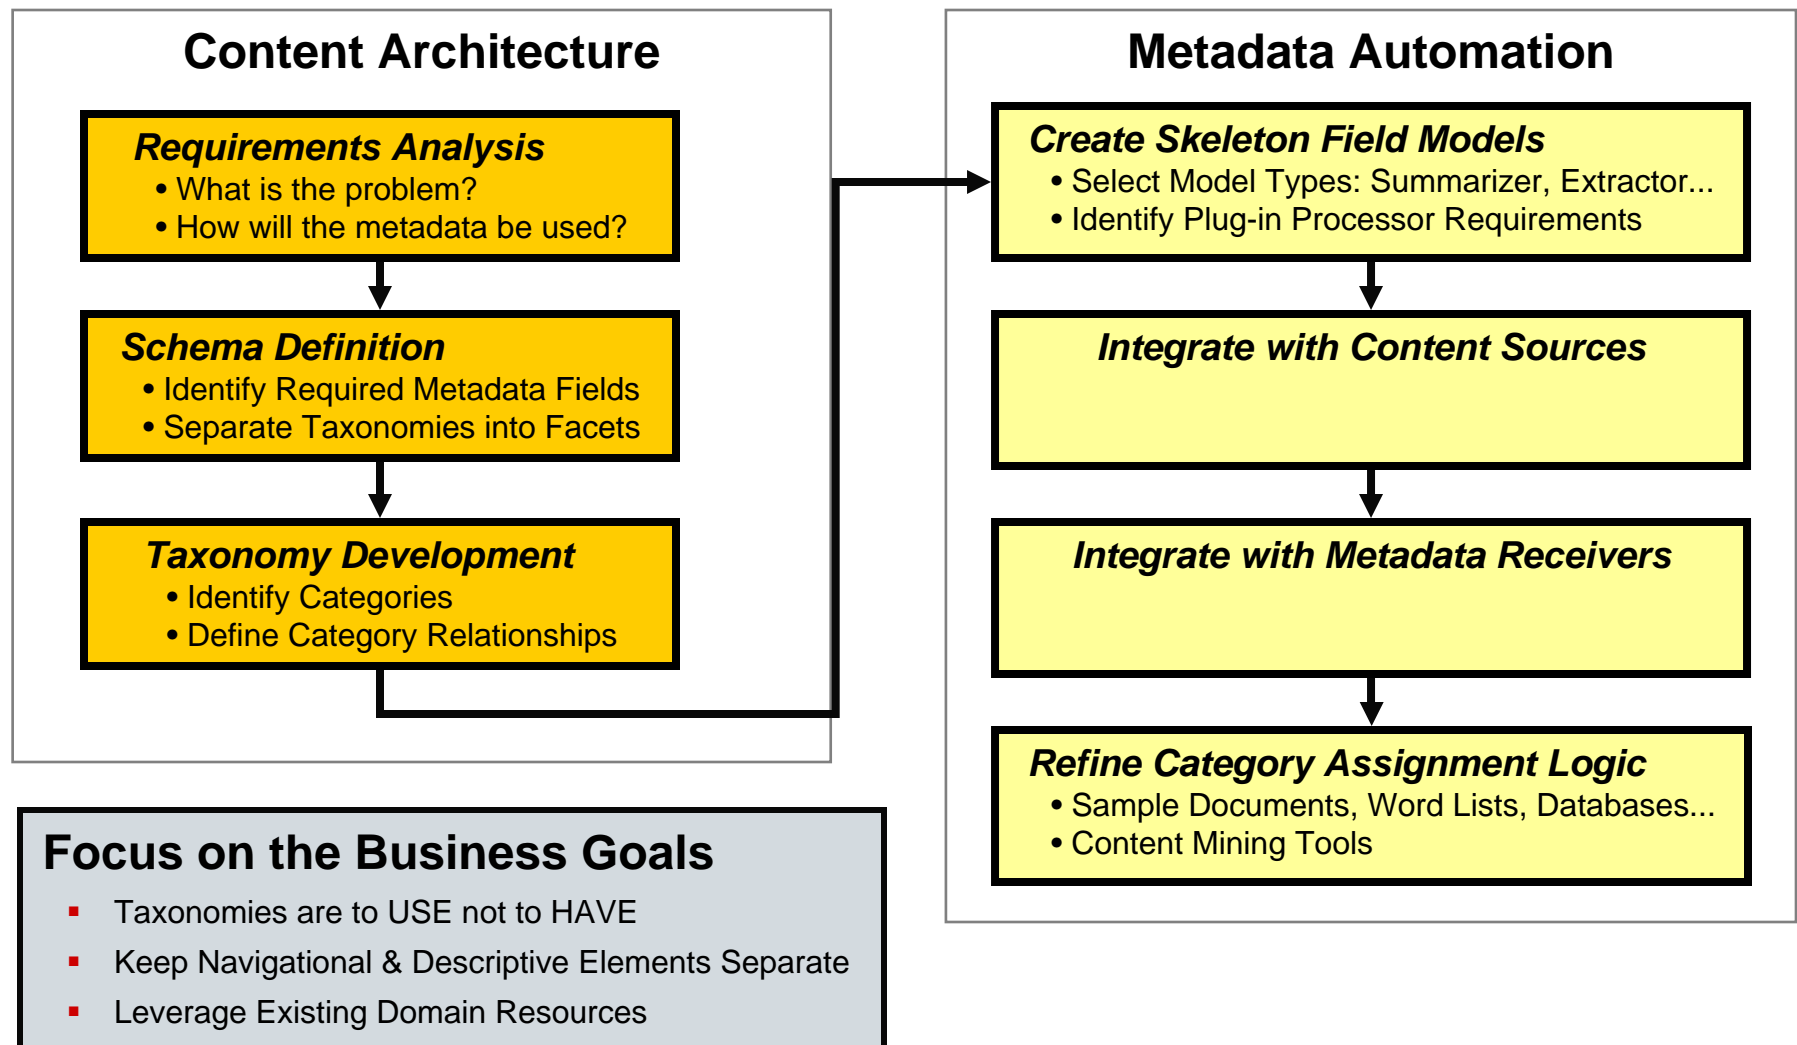 Content Architecture
Requirements Analysis
• What is the problem?
• How will the metadata be used?
Schema Definition
• Identify Required Metadata Fields
• Separate Taxonomies into Facets
Taxonomy Development
• Identify Categories
• Define Category Relationships
Metadata Automation
Create Skeleton Field Models
• Select Model Types: Summarizer, Extractor...
• Identify Plug-in Processor Requirements
Integrate with Content Sources
Integrate with Metadata Receivers
Refine Category Assignment Logic
• Sample Documents, Word Lists, Databases...
• Content Mining Tools
Focus on the Business Goals
▪ Taxonomies are to USE not to HAVE
▪ Keep Navigational & Descriptive Elements Separate
▪ Leverage Existing Domain Resources